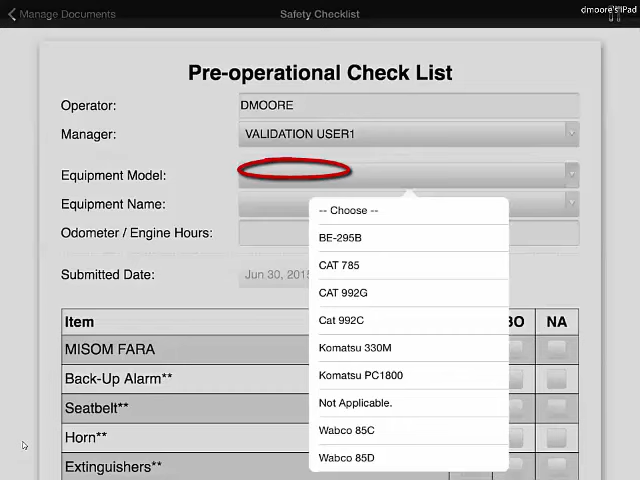 dmoore's iPad
Manage Documents
Safety Checklist
Pre-operational Check List
Operator: DMOORE
Manager: VALIDATION USER1
Equipment Model:
Equipment Name:
Odometer / Engine Hours:
Submitted Date: Jun 30, 201
-- Choose --
BE-295B
CAT 785
CAT 992G
Cat 992C
Komatsu 330M
Komatsu PC1800
Not Applicable.
Wabco 85C
Wabco 85D
Item BO NA
MISOM FARA
Back-Up Alarm**
Seatbelt**
Horn**
Extinguishers**